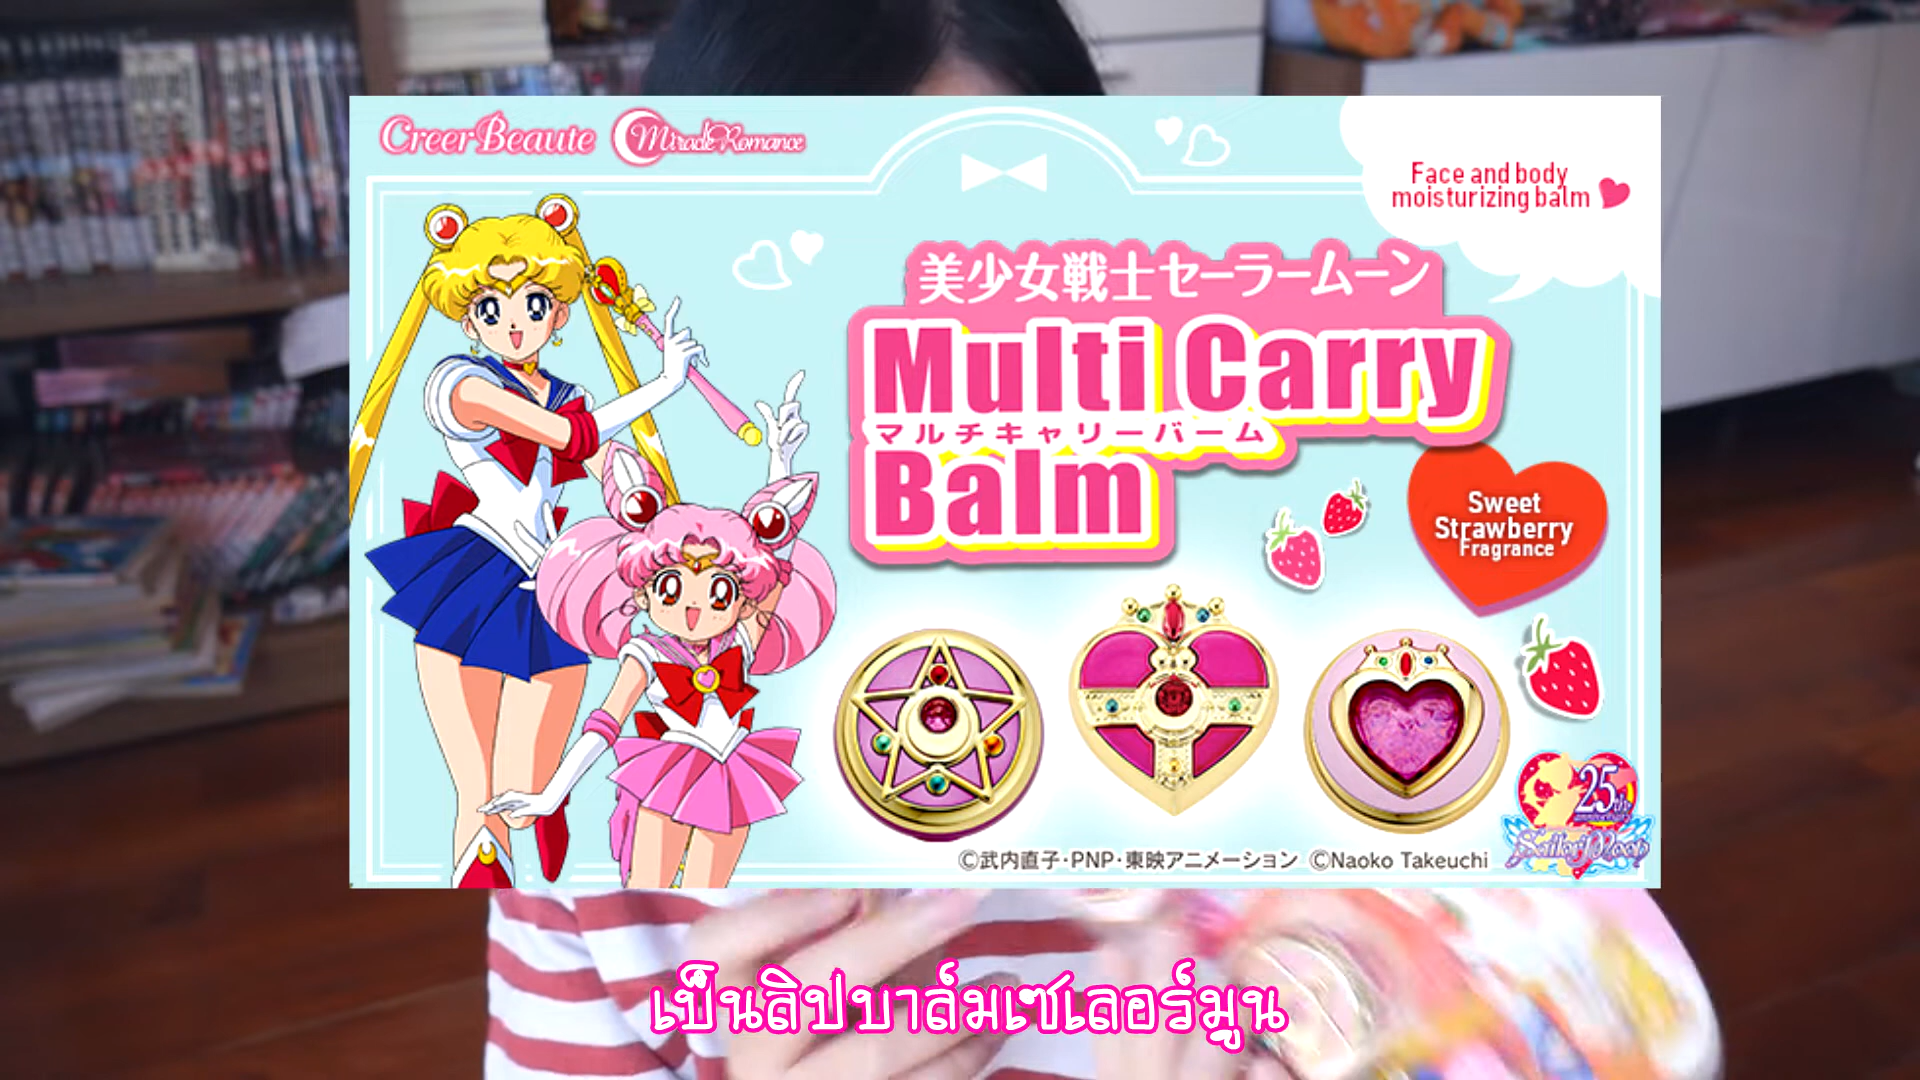 Creer Beaute Miracle Romance
Face and body
moisturizing balm
美少女戦士セーラームーン
Multi Carry
マルチキャリーバーム
Balm
Sweet
Strawberry
Fragrance
25th
anniversary
Sailor Moon
©武内直子・PNP・東映アニメーション ©Naoko Takeuchi
เป็นลิปบาล์มเซเลอร์มูน